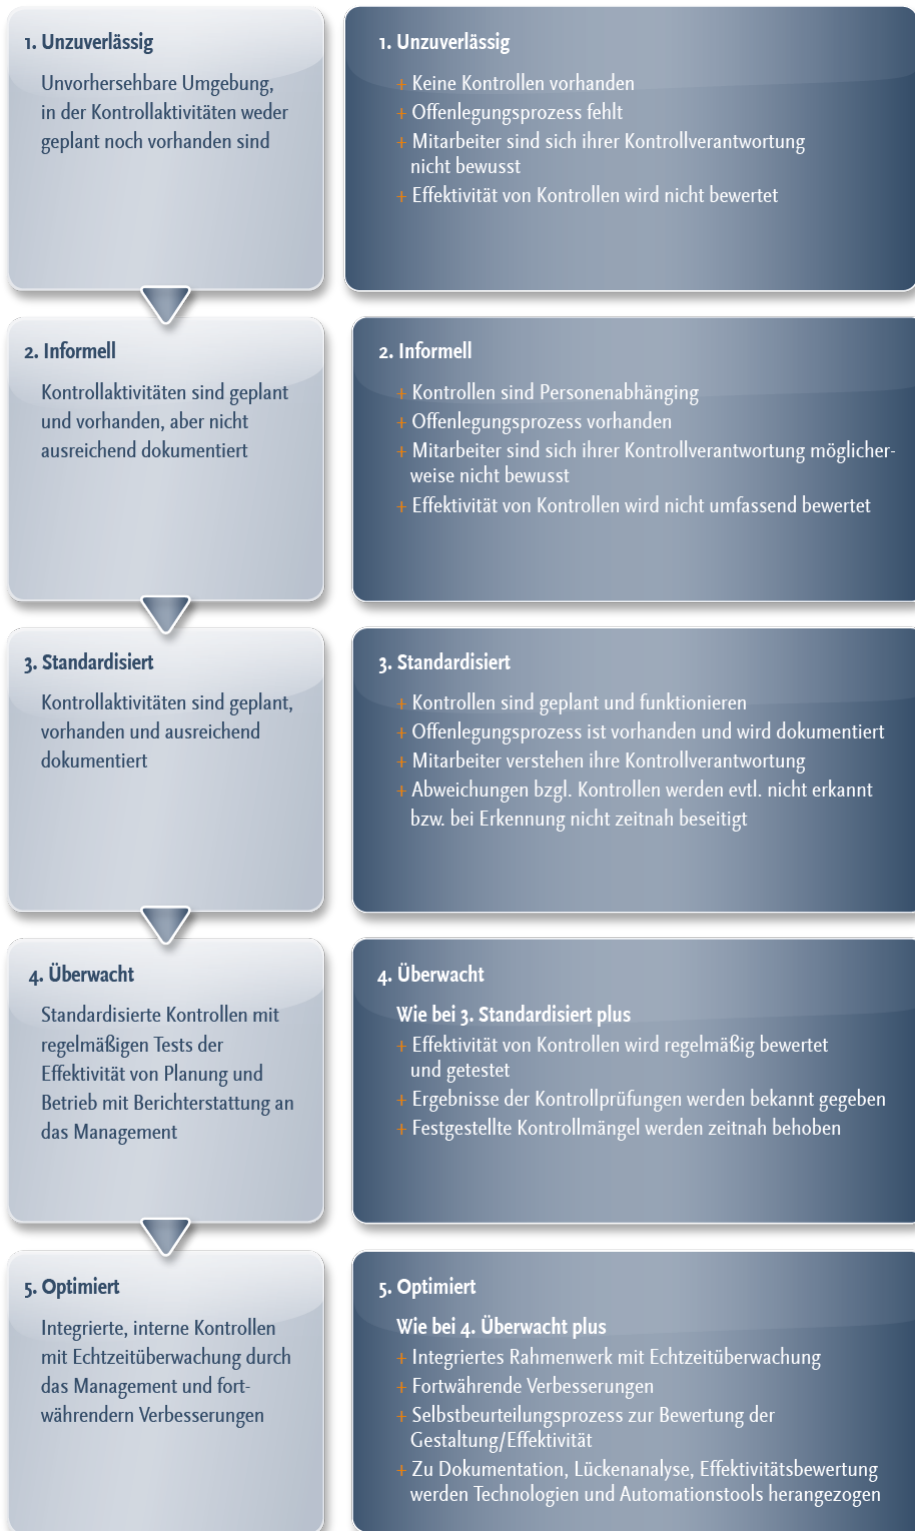 1. Unzuverlässig
Unvorhersehbare Umgebung,
in der Kontrollaktivitäten weder
geplant noch vorhanden sind
1. Unzuverlässig
+ Keine Kontrollen vorhanden
+ Offenlegungsprozess fehlt
+ Mitarbeiter sind sich ihrer Kontrollverantwortung
nicht bewusst
+ Effektivität von Kontrollen wird nicht bewertet
2. Informell
Kontrollaktivitäten sind geplant
und vorhanden, aber nicht
ausreichend dokumentiert
2. Informell
+ Kontrollen sind Personenabhänging
+ Offenlegungsprozess vorhanden
+ Mitarbeiter sind sich ihrer Kontrollverantwortung möglicher-
weise nicht bewusst
+ Effektivität von Kontrollen wird nicht umfassend bewertet
3. Standardisiert
Kontrollaktivitäten sind geplant,
vorhanden und ausreichend
dokumentiert
3. Standardisiert
+ Kontrollen sind geplant und funktionieren
+ Offenlegungsprozess ist vorhanden und wird dokumentiert
+ Mitarbeiter verstehen ihre Kontrollverantwortung
+ Abweichungen bzgl. Kontrollen werden evtl. nicht erkannt
bzw. bei Erkennung nicht zeitnah beseitigt
4. Überwacht
Standardisierte Kontrollen mit
regelmäßigen Tests der
Effektivität von Planung und
Betrieb mit Berichterstattung an
das Management
4. Überwacht
Wie bei 3. Standardisiert plus
+ Effektivität von Kontrollen wird regelmäßig bewertet
und getestet
+ Ergebnisse der Kontrollprüfungen werden bekannt gegeben
+ Festgestellte Kontrollmängel werden zeitnah behoben
5. Optimiert
Integrierte, interne Kontrollen
mit Echtzeitüberwachung durch
das Management und fort-
währendern Verbesserungen
5. Optimiert
Wie bei 4. Überwacht plus
+ Integriertes Rahmenwerk mit Echtzeitüberwachung
+ Fortwährende Verbesserungen
+ Selbstbeurteilungsprozess zur Bewertung der
Gestaltung/Effektivität
+ Zu Dokumentation, Lückenanalyse, Effektivitätsbewertung
werden Technologien und Automationstools herangezogen